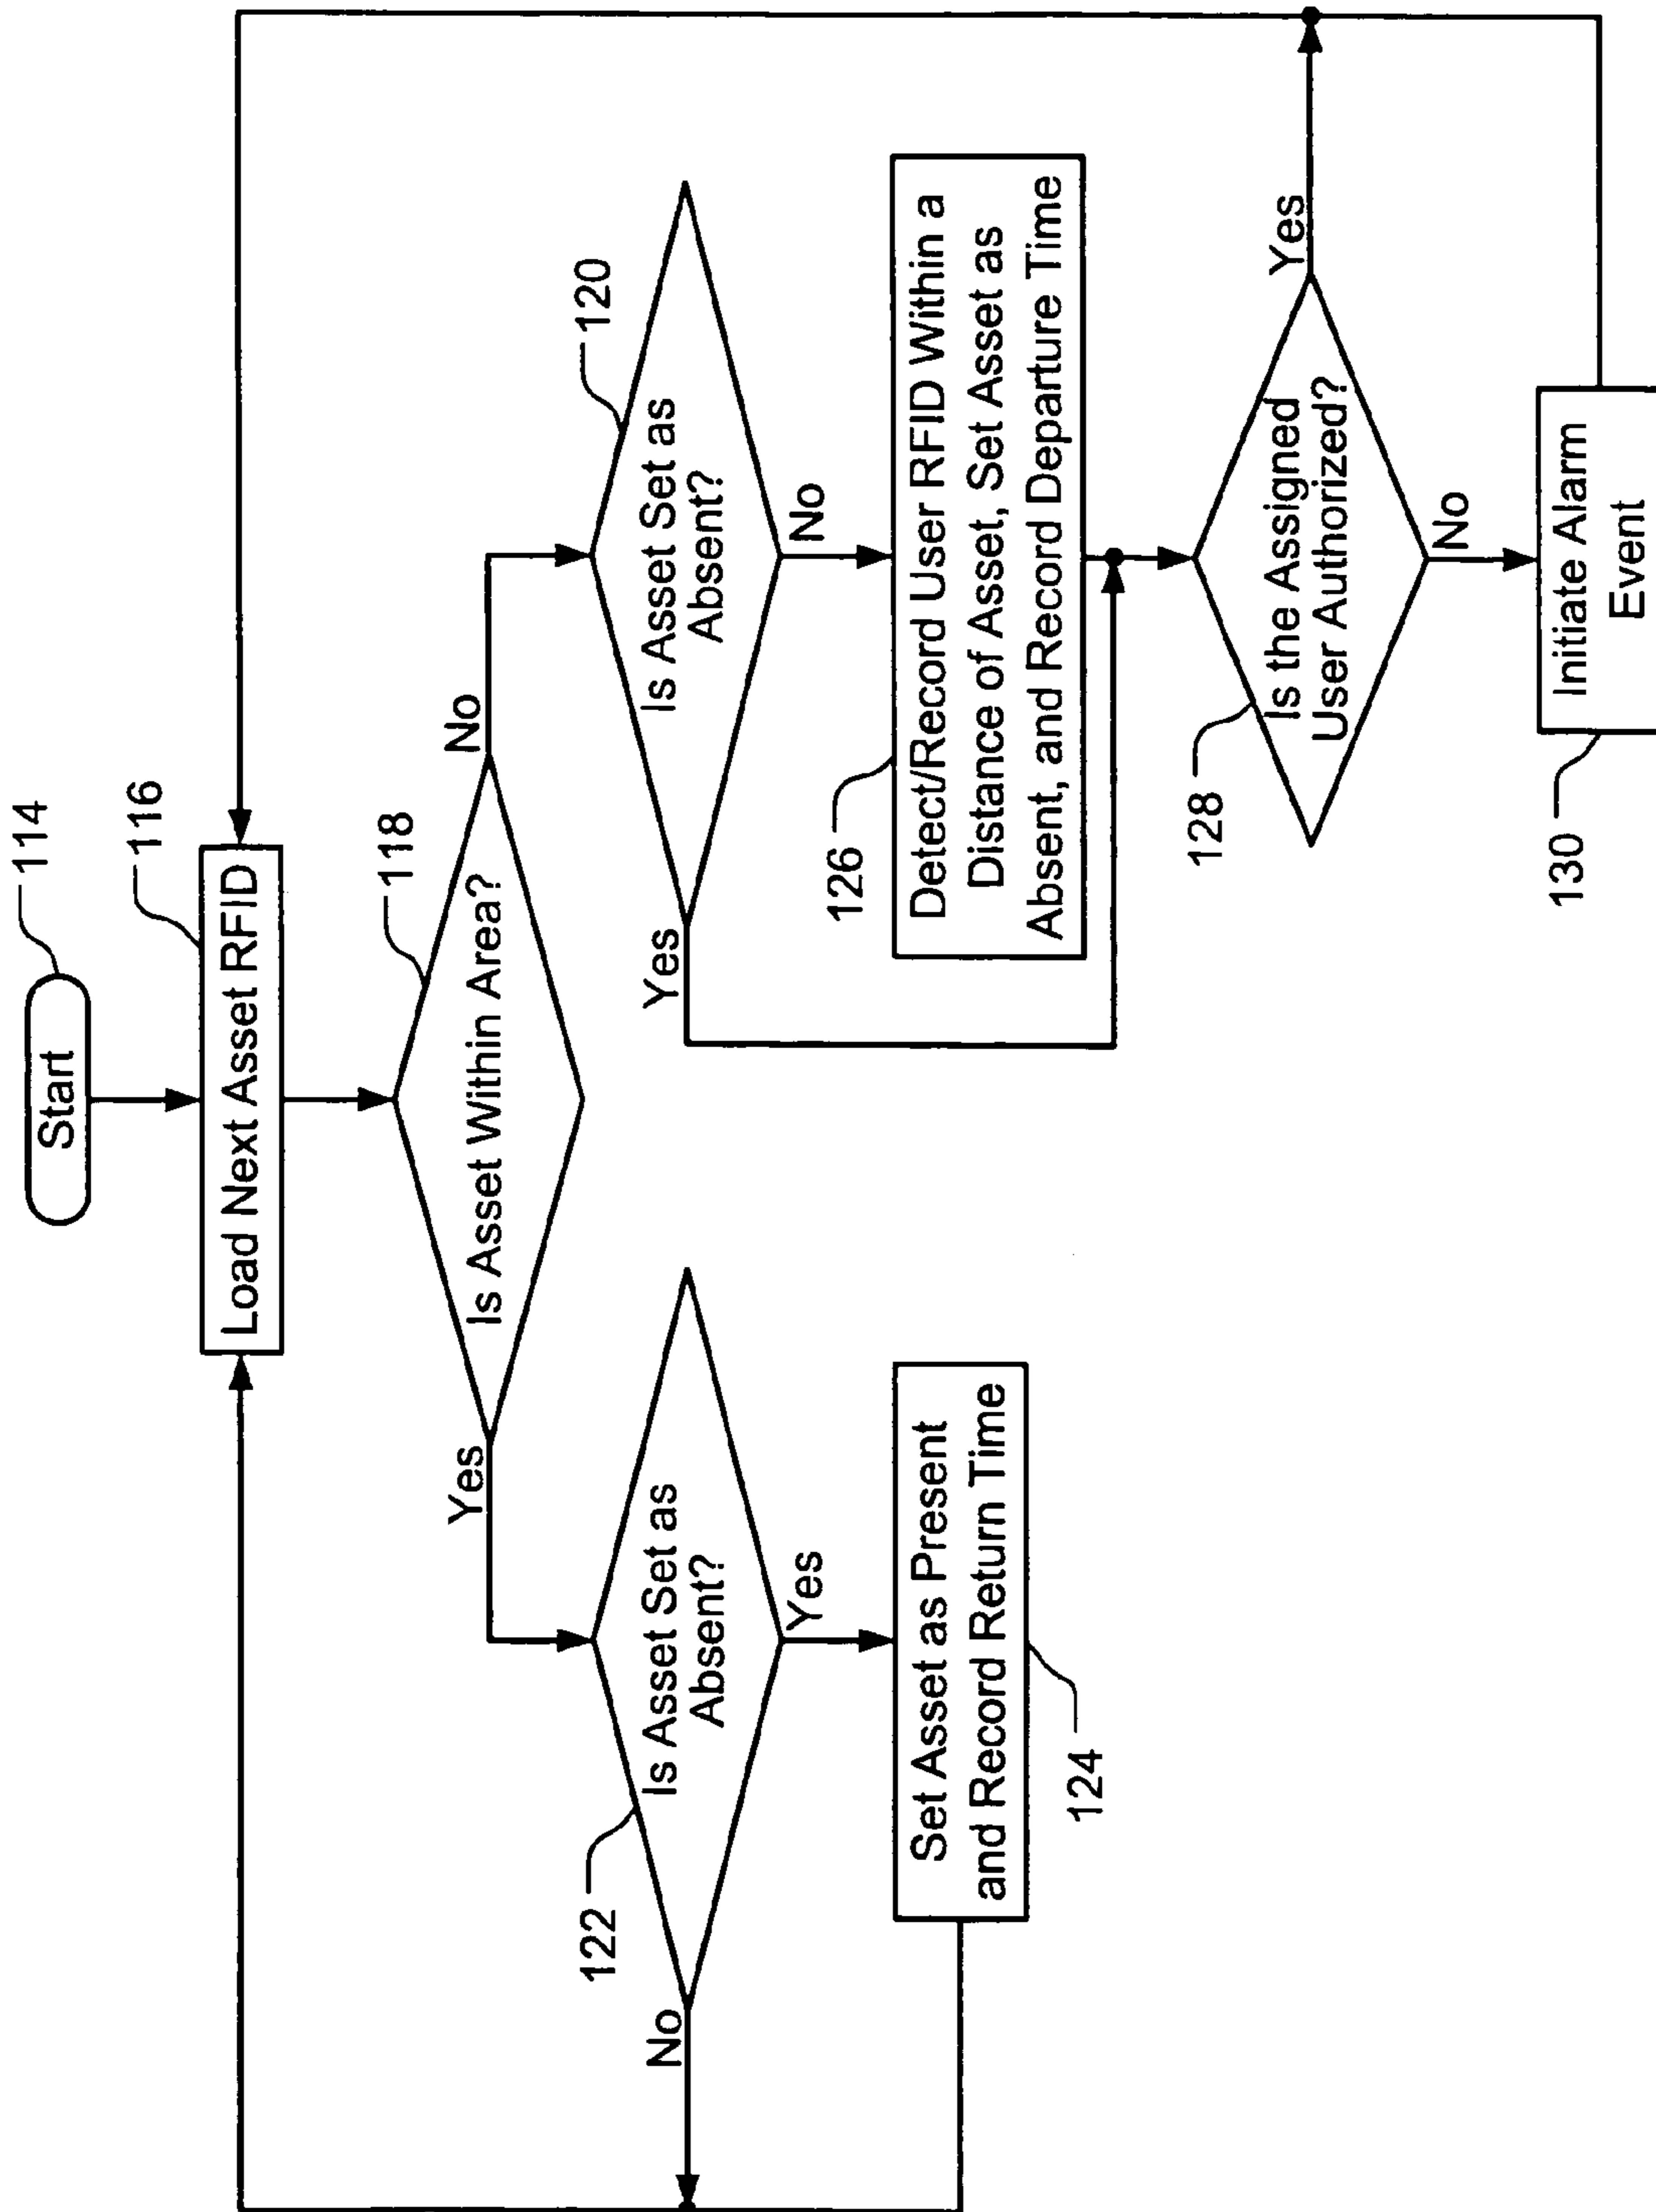 Start
114
Load Next Asset RFID
116
Is Asset Within Area?
118
Yes
No
Is Asset Set as
Absent?
122
No
Yes
Set Asset as Present
and Record Return Time
124
Is Asset Set as
Absent?
120
Yes
No
Detect/Record User RFID Within a
Distance of Asset, Set Asset as
Absent, and Record Departure Time
126
Is the Assigned
User Authorized?
128
Yes
No
Initiate Alarm
Event
130